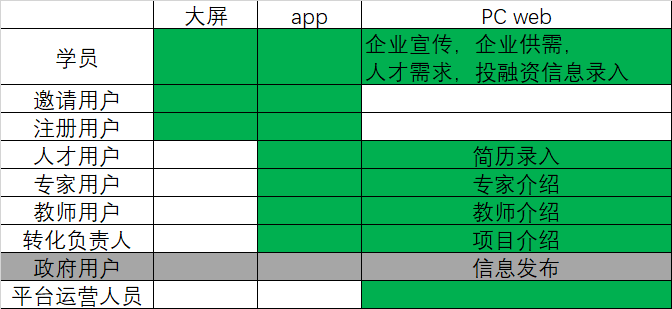 大屏 app PC web
学员 企业宣传，企业供需，
人才需求，投融资信息录入
邀请用户
注册用户
人才用户 简历录入
专家用户 专家介绍
教师用户 教师介绍
转化负责人 项目介绍
政府用户 信息发布
平台运营人员